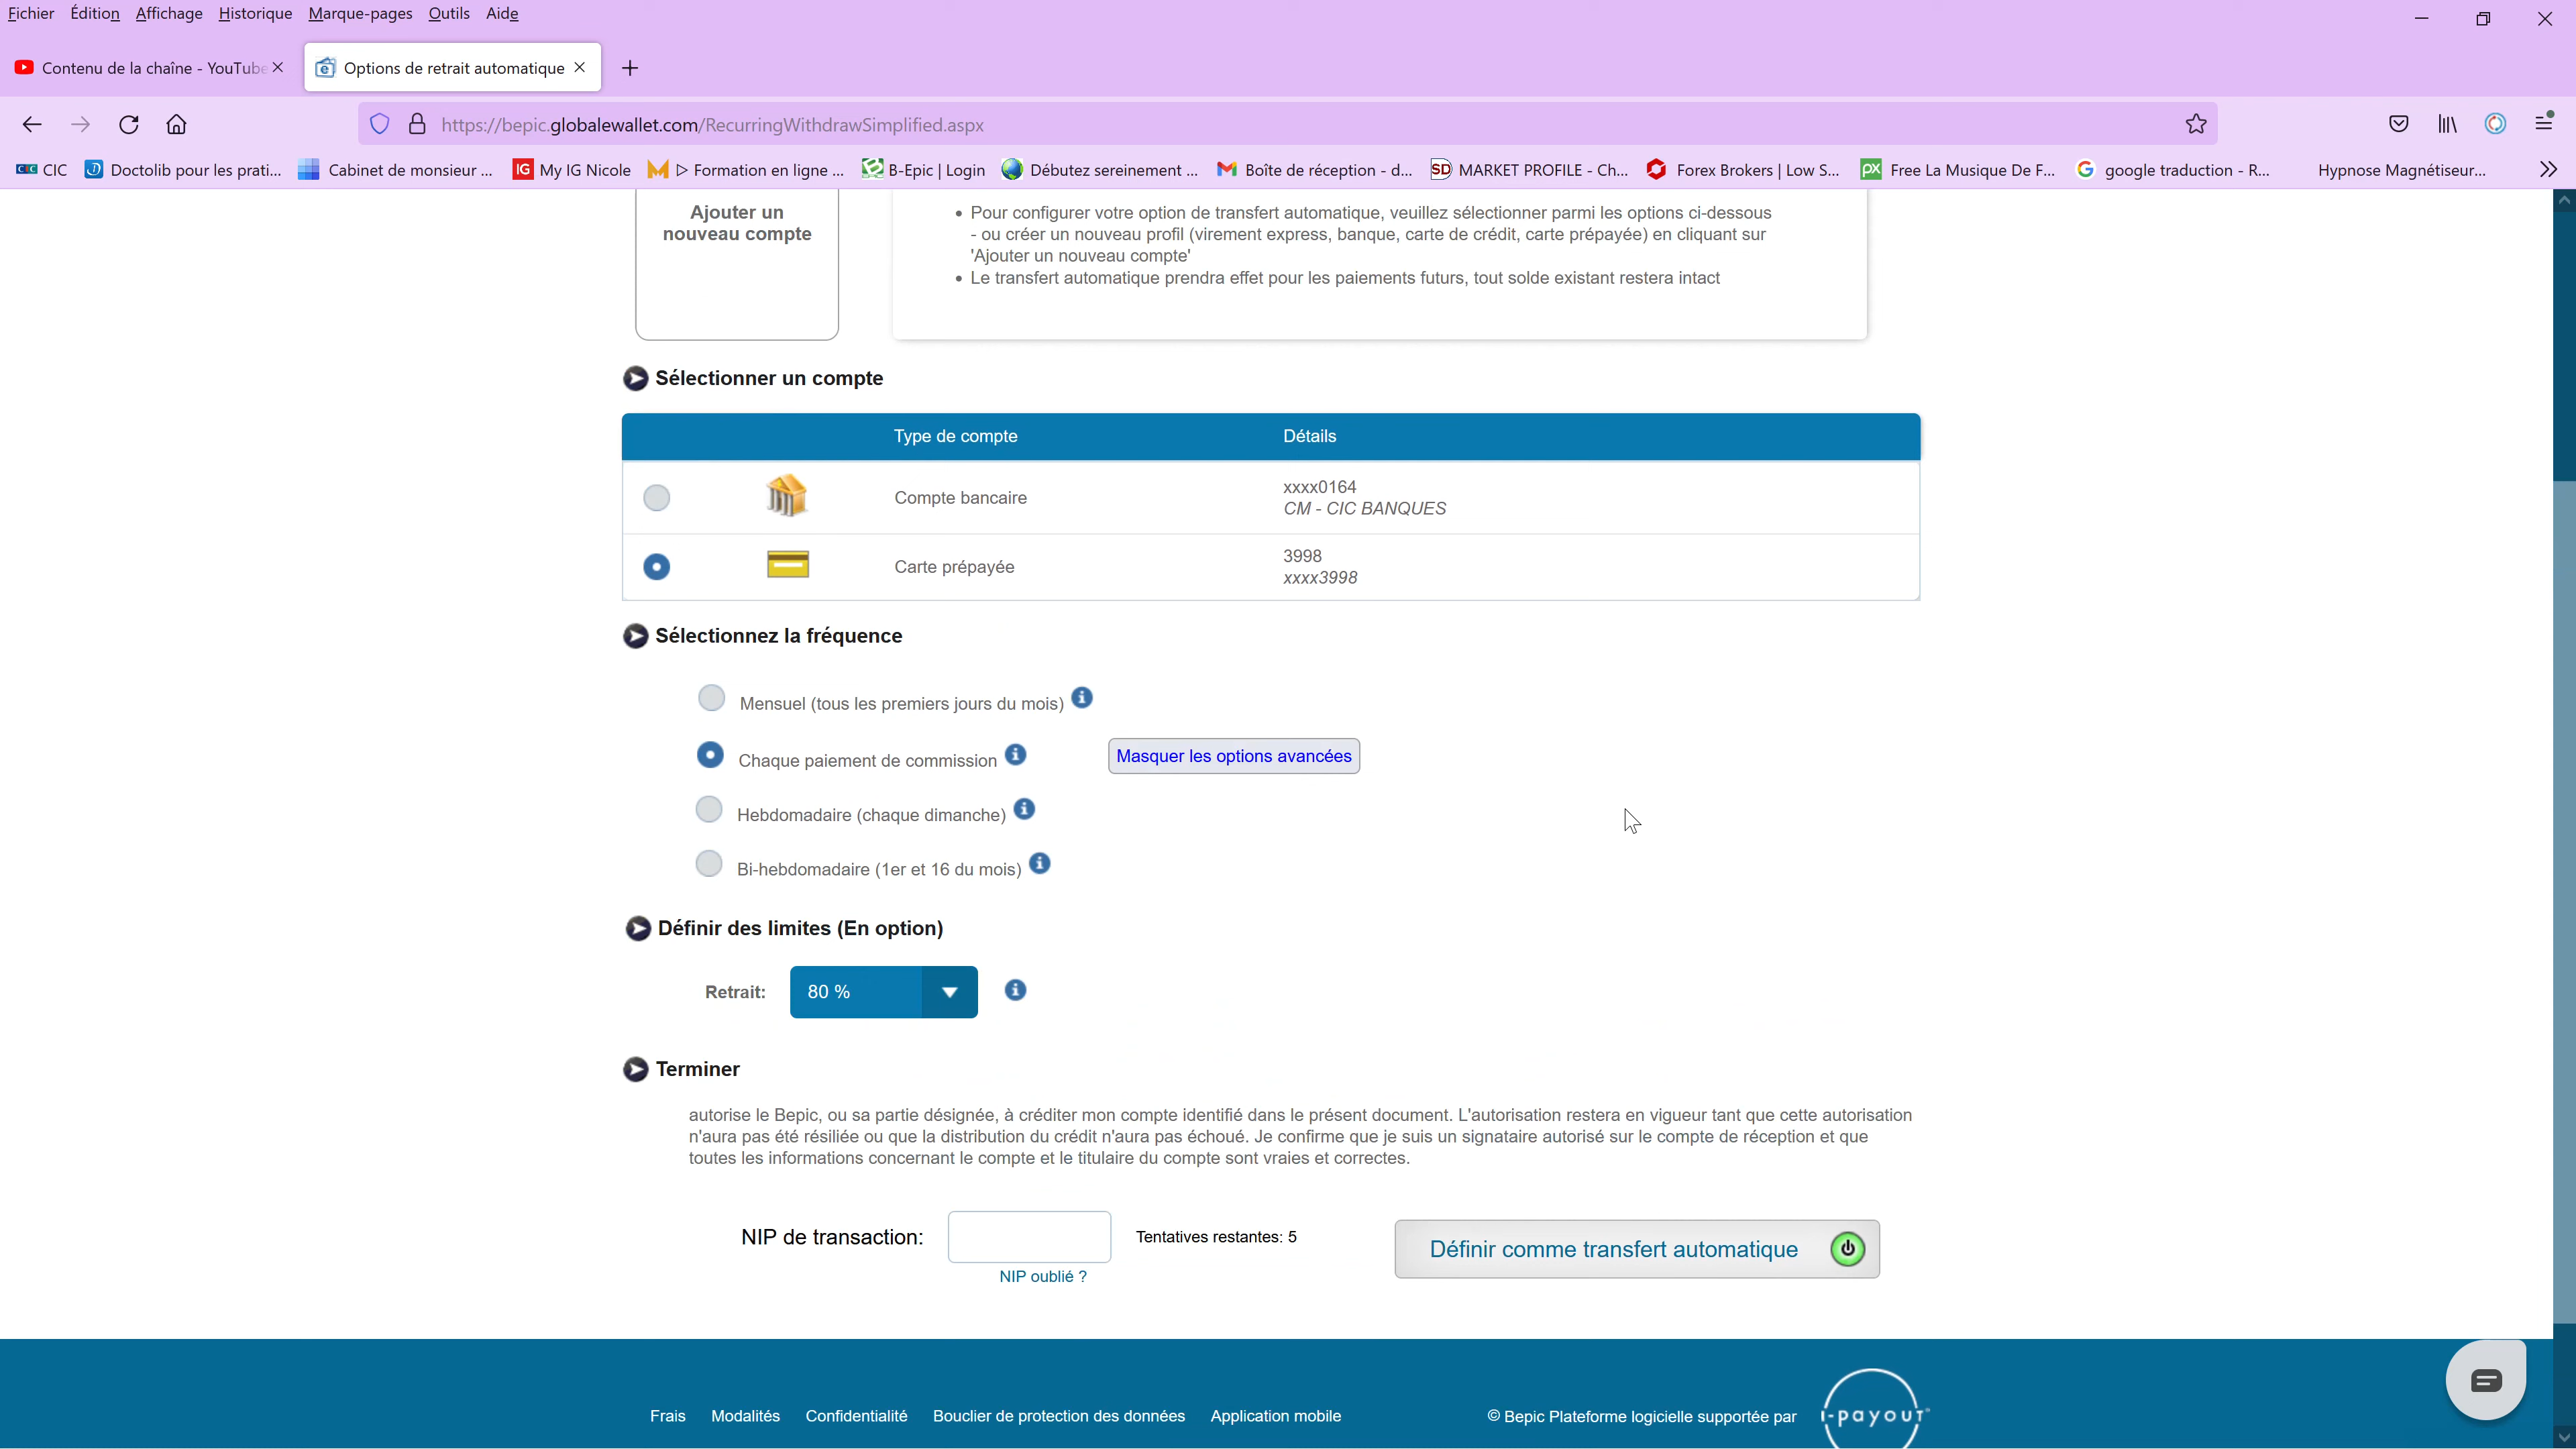 Fichier Édition Affichage Historique Marque-pages Outils Aide
Contenu de la chaîne - YouTube Options de retrait automatique
https://bepic.globalewallet.com/RecurringWithdrawSimplified.aspx
CIC Doctolib pour les prati... Cabinet de monsieur ... IG My IG Nicole ▷ Formation en ligne ... B-Epic | Login Débutez sereinement ... Boîte de réception - d... SD MARKET PROFILE - Ch... Forex Brokers | Low S... px Free La Musique De F... google traduction - R... Hypnose Magnétiseur...
Ajouter un
nouveau compte
• Pour configurer votre option de transfert automatique, veuillez sélectionner parmi les options ci-dessous
- ou créer un nouveau profil (virement express, banque, carte de crédit, carte prépayée) en cliquant sur
'Ajouter un nouveau compte'
• Le transfert automatique prendra effet pour les paiements futurs, tout solde existant restera intact
Sélectionner un compte
Type de compte Détails
Compte bancaire xxxx0164
CM - CIC BANQUES
Carte prépayée 3998
xxxx3998
Sélectionnez la fréquence
Mensuel (tous les premiers jours du mois)
Chaque paiement de commission Masquer les options avancées
Hebdomadaire (chaque dimanche)
Bi-hebdomadaire (1er et 16 du mois)
Définir des limites (En option)
Retrait: 80 %
Terminer
autorise le Bepic, ou sa partie désignée, à créditer mon compte identifié dans le présent document. L'autorisation restera en vigueur tant que cette autorisation
n'aura pas été résiliée ou que la distribution du crédit n'aura pas échoué. Je confirme que je suis un signataire autorisé sur le compte de réception et que
toutes les informations concernant le compte et le titulaire du compte sont vraies et correctes.
NIP de transaction: Tentatives restantes: 5 Définir comme transfert automatique
NIP oublié ?
Frais Modalités Confidentialité Bouclier de protection des données Application mobile © Bepic Plateforme logicielle supportée par i-payout™